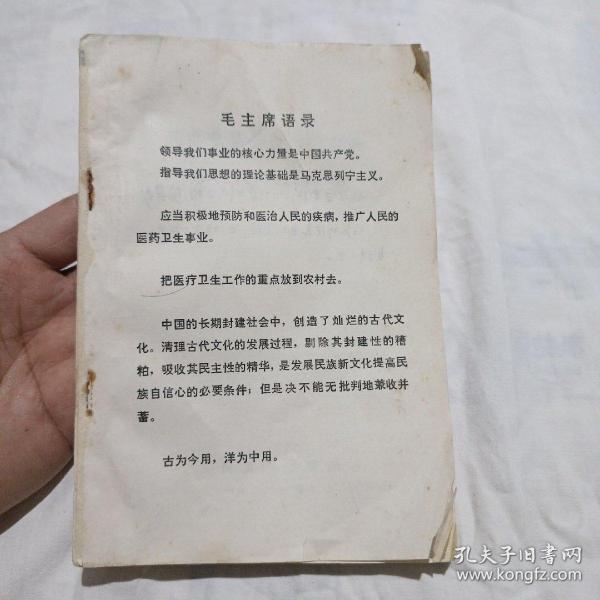 毛主席语录
领导我们事业的核心力量是中国共产党。
指导我们思想的理论基础是马克思列宁主义。
应当积极地预防和医治人民的疾病，推广人民的
医药卫生事业。
把医疗卫生工作的重点放到农村去。
中国的长期封建社会中，创造了灿烂的古代文
化。清理古代文化的发展过程，剔除其封建性的糟
粕，吸收其民主性的精华，是发展民族新文化提高民
族自信心的必要条件；但是决不能无批判地兼收并
蓄。
古为今用，洋为中用。
孔夫子旧书网
www.kongfz.com